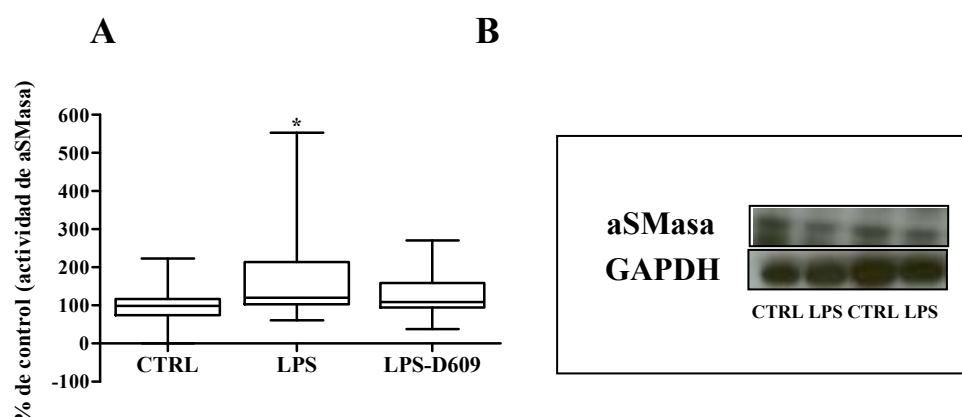 A
B
% de control (actividad de aSMasa)
600
500
400
300
200
100
0
-100
*
CTRL LPS LPS-D609
aSMasa
GAPDH
CTRL LPS CTRL LPS